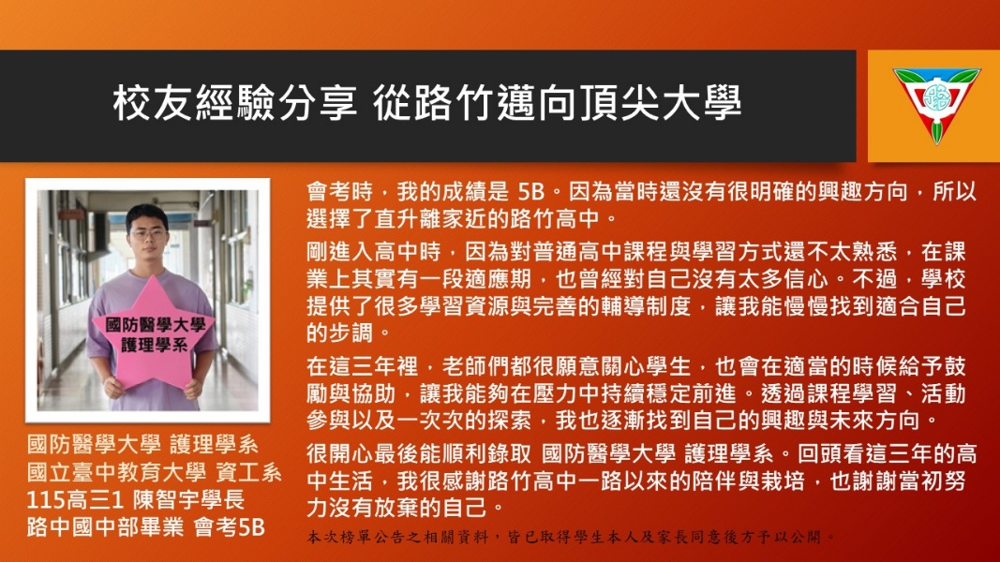 校友經驗分享 從路竹邁向頂尖大學
國防醫學大學
護理學系
國防醫學大學 護理學系
國立臺中教育大學 資工系
115高三1 陳智宇學長
路中國中部畢業 會考5B
會考時，我的成績是 5B。因為當時還沒有很明確的興趣方向，所以
選擇了直升離家近的路竹高中。
剛進入高中時，因為對普通高中課程與學習方式還不太熟悉，在課
業上其實有一段適應期，也曾經對自己沒有太多信心。不過，學校
提供了很多學習資源與完善的輔導制度，讓我能慢慢找到適合自己
的步調。
在這三年裡，老師們都很願意關心學生，也會在適當的時候給予鼓
勵與協助，讓我能夠在壓力中持續穩定前進。透過課程學習、活動
參與以及一次次的探索，我也逐漸找到自己的興趣與未來方向。
很開心最後能順利錄取 國防醫學大學 護理學系。回頭看這三年的高
中生活，我很感謝路竹高中一路以來的陪伴與栽培，也謝謝當初努
力沒有放棄的自己。
本次榜單公告之相關資料，皆已取得學生本人及家長同意後方予以公開。